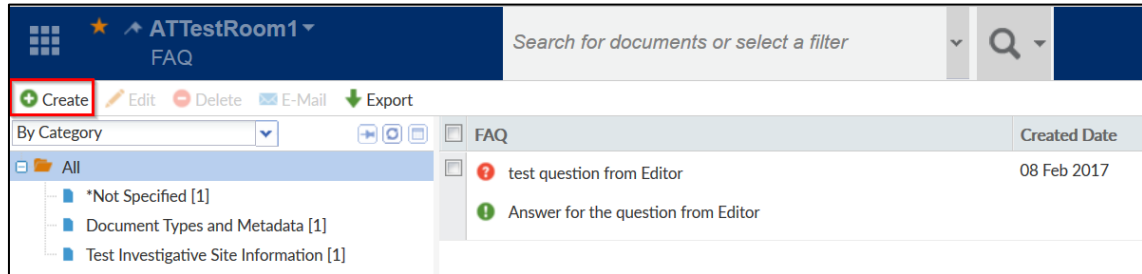 ATTestRoom1
FAQ
Search for documents or select a filter
Create Edit Delete E-Mail Export
By Category
FAQ Created Date
All
test question from Editor 08 Feb 2017
*Not Specified [1]
Answer for the question from Editor
Document Types and Metadata [1]
Test Investigative Site Information [1]